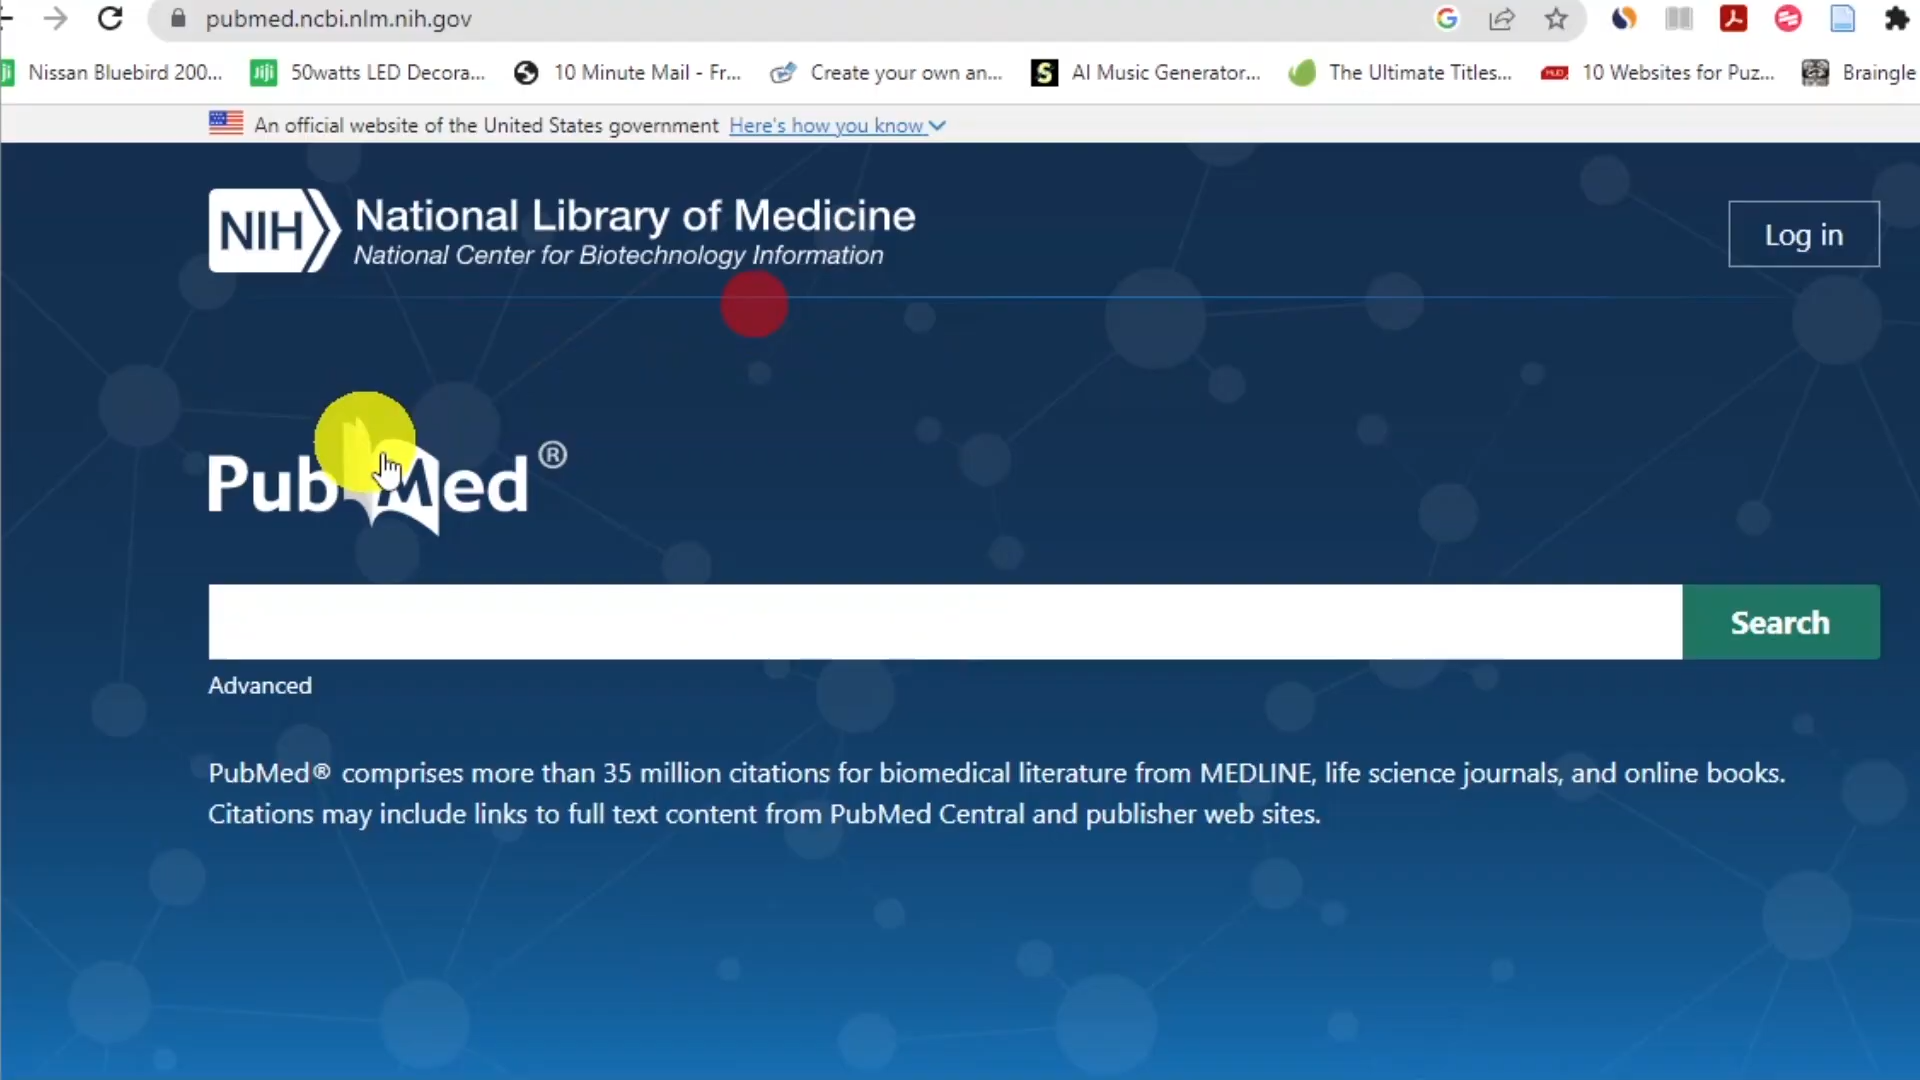 pubmed.ncbi.nlm.nih.gov
Nissan Bluebird 200... 50watts LED Decora... 10 Minute Mail - Fr... Create your own an... AI Music Generator... The Ultimate Titles... 10 Websites for Puz... Braingle
An official website of the United States government Here's how you know
NIH National Library of Medicine
National Center for Biotechnology Information
Log in
PubMed®
Search
Advanced
PubMed® comprises more than 35 million citations for biomedical literature from MEDLINE, life science journals, and online books.
Citations may include links to full text content from PubMed Central and publisher web sites.